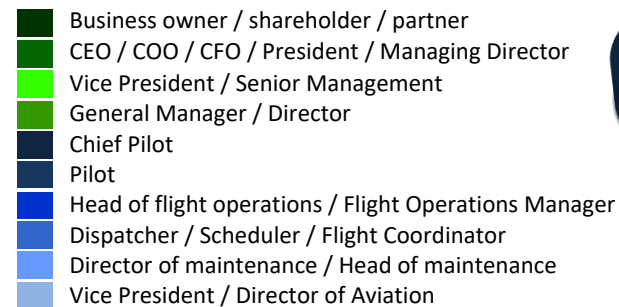 Business owner / shareholder / partner
CEO / COO / CFO / President / Managing Director
Vice President / Senior Management
General Manager / Director
Chief Pilot
Pilot
Head of flight operations / Flight Operations Manager
Dispatcher / Scheduler / Flight Coordinator
Director of maintenance / Head of maintenance
Vice President / Director of Aviation